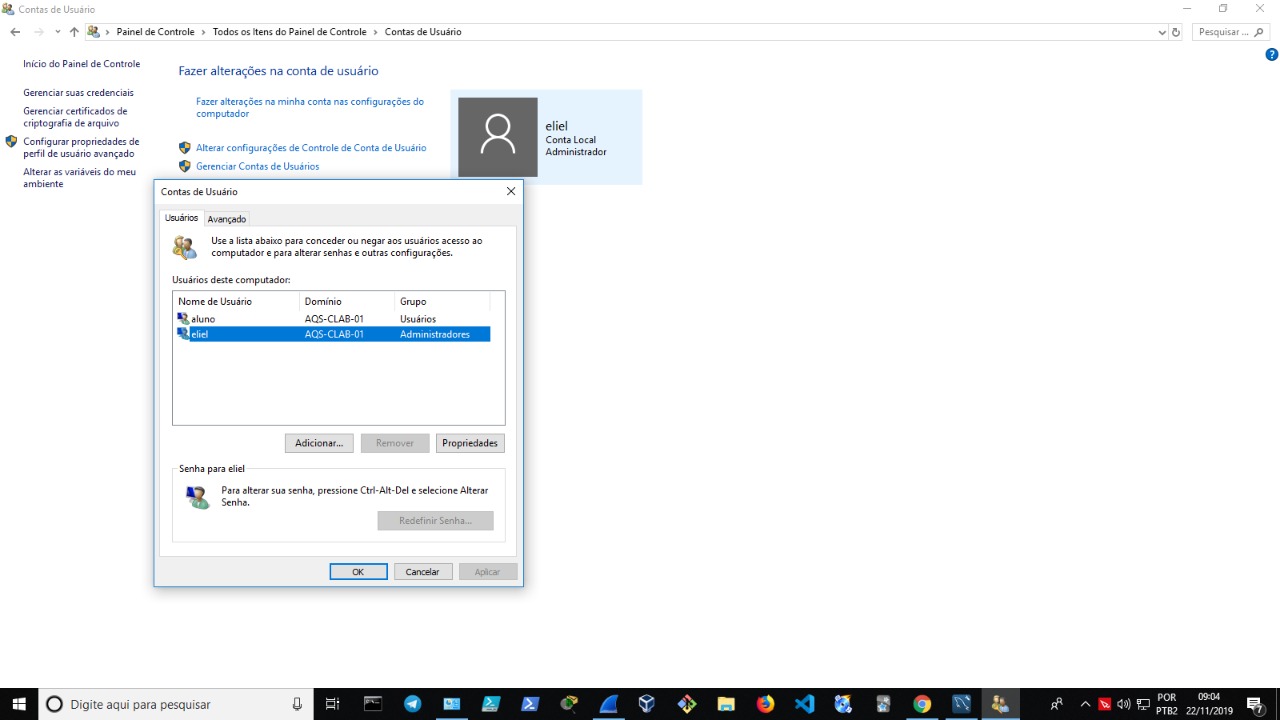 Contas de Usuário
Painel de Controle
Todos os Itens do Painel de Controle
Contas de Usuário
Pesquisar ...
Início do Painel de Controle
Gerenciar suas credenciais
Gerenciar certificados de
criptografia de arquivo
Configurar propriedades de
perfil de usuário avançado
Alterar as variáveis do meu
ambiente
Fazer alterações na conta de usuário
Fazer alterações na minha conta nas configurações do
computador
Alterar configurações de Controle de Conta de Usuário
Gerenciar Contas de Usuários
eliel
Conta Local
Administrador
Contas de Usuário
Usuários
Avançado
Use a lista abaixo para conceder ou negar aos usuários acesso ao
computador e para alterar senhas e outras configurações.
Usuários deste computador:
Nome de Usuário Domínio Grupo
aluno AQS-CLAB-01 Usuários
eliel AQS-CLAB-01 Administradores
Adicionar... Remover Propriedades
Senha para eliel
Para alterar sua senha, pressione Ctrl-Alt-Del e selecione Alterar
Senha.
Redefinir Senha...
OK Cancelar Aplicar
Digite aqui para pesquisar
POR
PTB2
09:04
22/11/2019
7